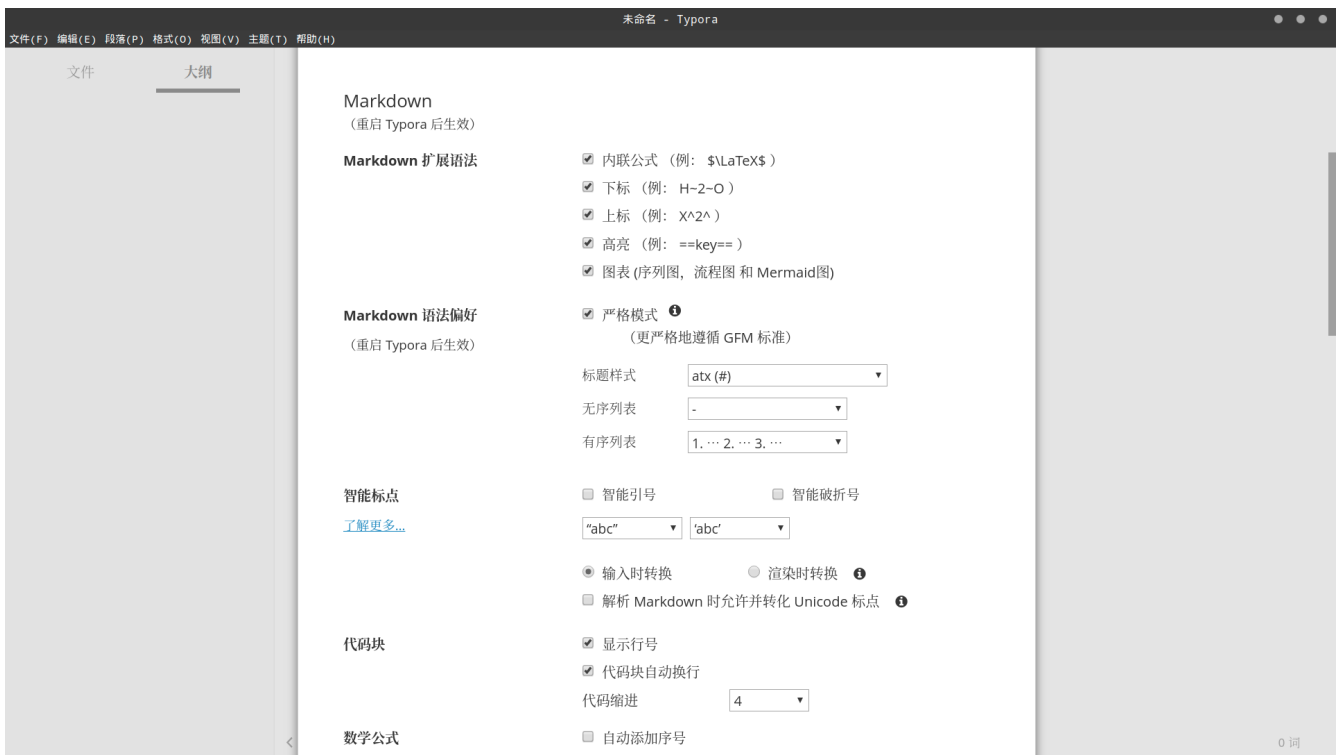 未命名 - Typora
文件(F) 编辑(E) 段落(P) 格式(O) 视图(V) 主题(T) 帮助(H)
文件 大纲
Markdown
（重启 Typora 后生效）
Markdown 扩展语法
内联公式 （例： $\LaTeX$ ）
下标 （例： H~2~O ）
上标 （例： X^2^ ）
高亮 （例： ==key== ）
图表 (序列图，流程图 和 Mermaid图)
Markdown 语法偏好
（重启 Typora 后生效）
严格模式
（更严格地遵循 GFM 标准）
标题样式 atx (#)
无序列表 -
有序列表 1. ··· 2. ··· 3. ···
智能标点
了解更多...
智能引号 智能破折号
“abc” ‘abc’
输入时转换 渲染时转换
解析 Markdown 时允许并转化 Unicode 标点
代码块
显示行号
代码块自动换行
代码缩进 4
数学公式
自动添加序号
0 词